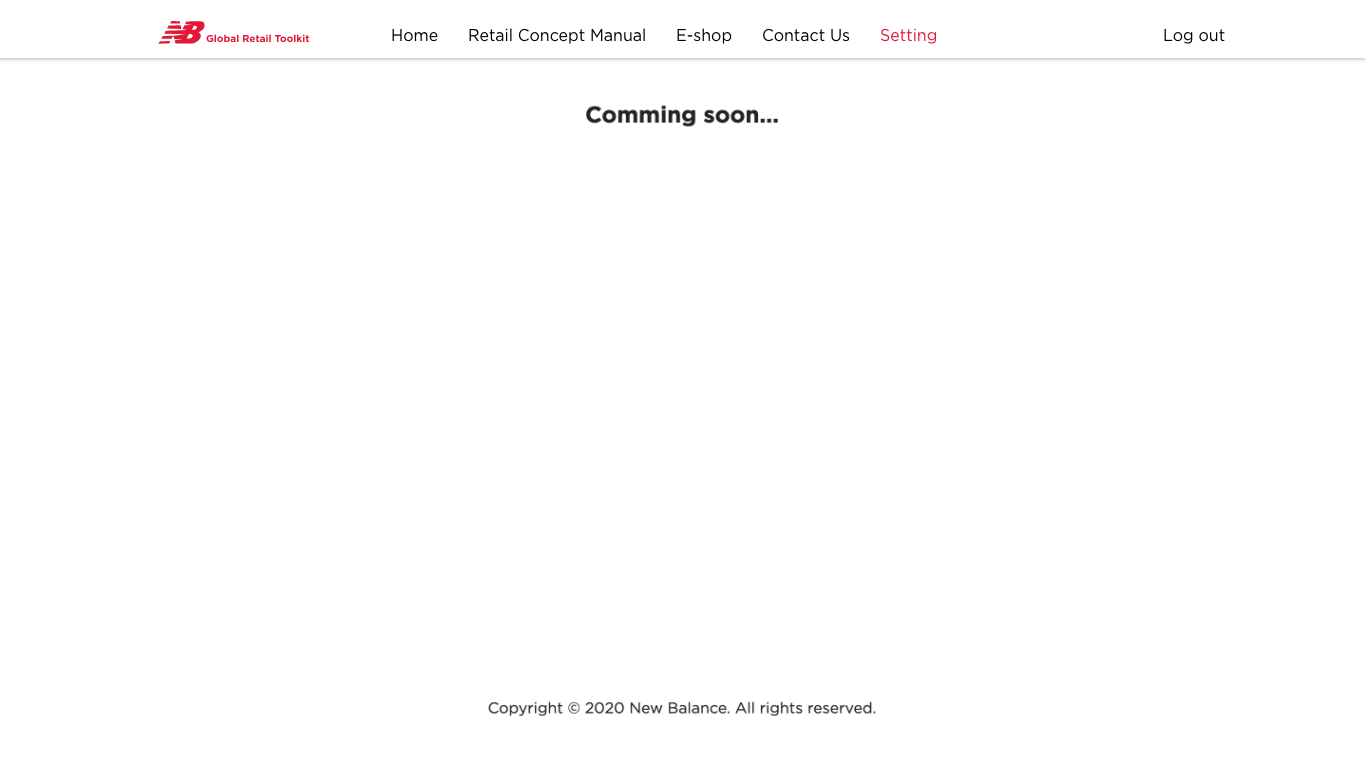 NB Global Retail Toolkit
Home Retail Concept Manual E-shop Contact Us Setting Log out
Comming soon...
Copyright © 2020 New Balance. All rights reserved.